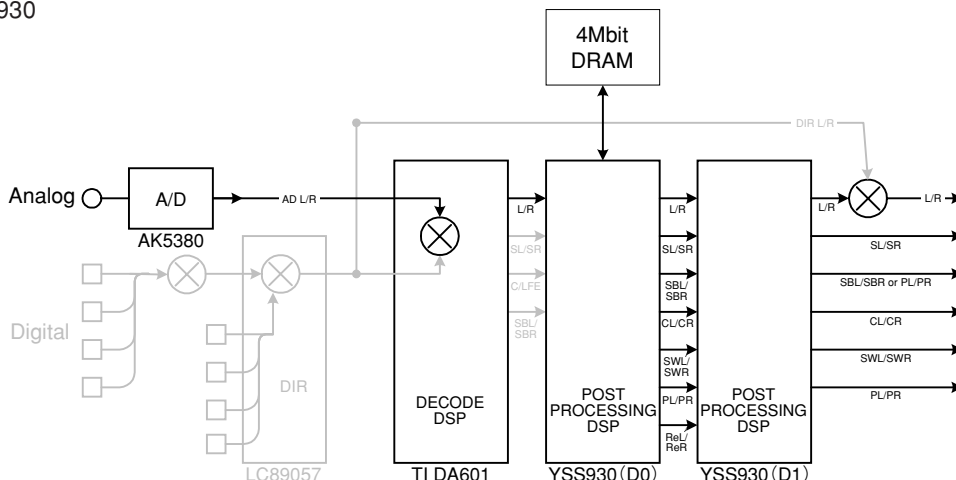 930
4Mbit
DRAM
DIR L/R
Analog
A/D
AD L/R
AK5380
L/R
L/R
L/R
L/R
SL/SR
SL/SR
SL/SR
C/LFE
SBL/
SBR
SBL/SBR or PL/PR
SBL/
SBR
CL/CR
CL/CR
Digital
SWL/
SWR
SWL/SWR
DIR
PL/PR
PL/PR
DECODE
DSP
POST
PROCESSING
DSP
POST
PROCESSING
DSP
ReL/
ReR
LC89057
YSS930 (D0)
YSS930 (D1)